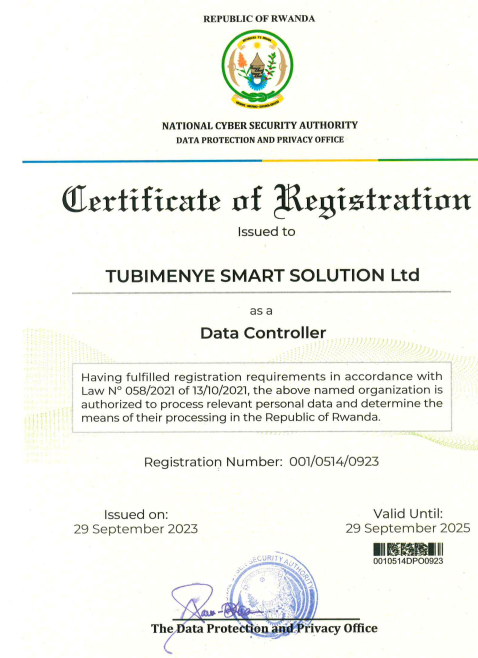 REPUBLIC OF RWANDA
NATIONAL CYBER SECURITY AUTHORITY
DATA PROTECTION AND PRIVACY OFFICE
Certificate of Registration
Issued to
TUBIMENYE SMART SOLUTION Ltd
as a
Data Controller
Having fulfilled registration requirements in accordance with
Law Nº 058/2021 of 13/10/2021, the above named organization is
authorized to process relevant personal data and determine the
means of their processing in the Republic of Rwanda.
Registration Number: 001/0514/0923
Issued on:
29 September 2023
Valid Until:
29 September 2025
0010514DPO0923
The Data Protection and Privacy Office